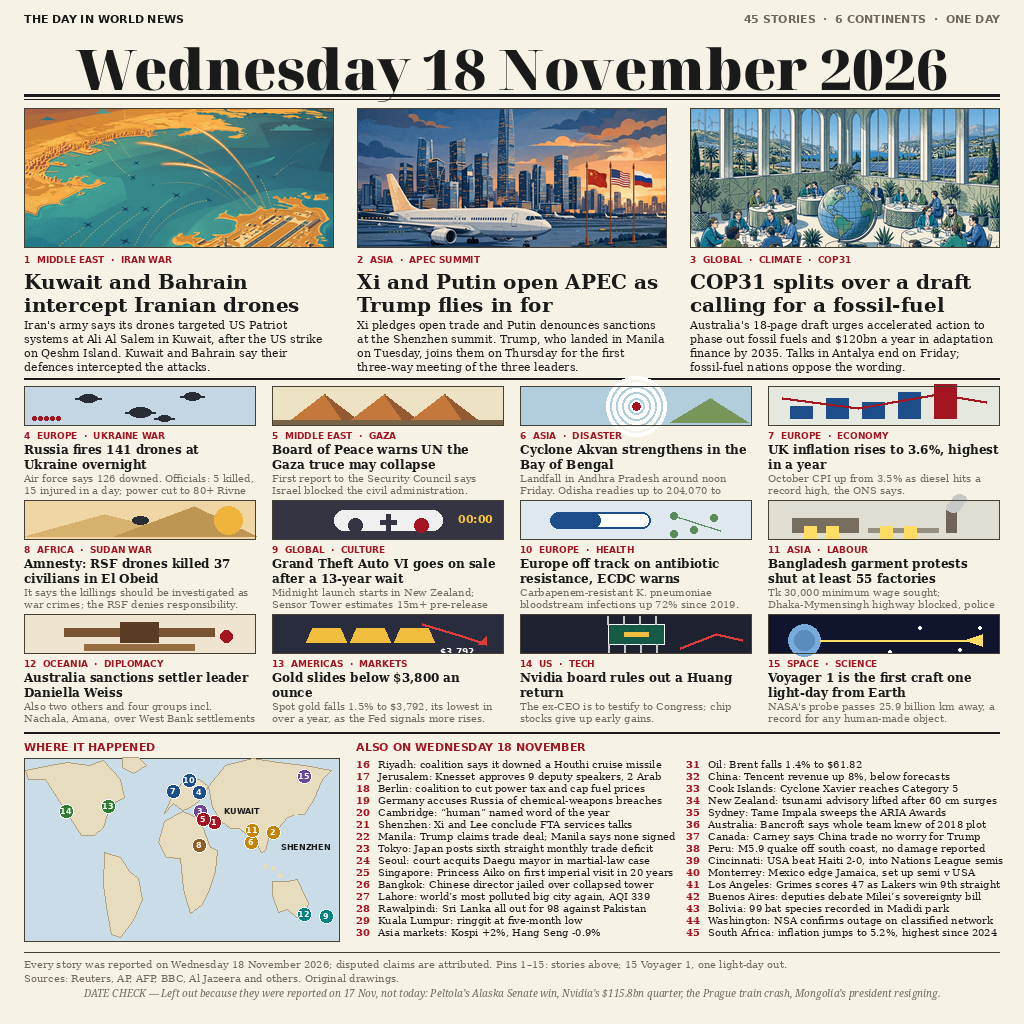 THE DAY IN WORLD NEWS
45 STORIES · 6 CONTINENTS · ONE DAY
Wednesday 18 November 2026
1 MIDDLE EAST · IRAN WAR
Kuwait and Bahrain
intercept Iranian drones
Iran's army says its drones targeted US Patriot
systems at Ali Al Salem in Kuwait, after the US strike
on Qeshm Island. Kuwait and Bahrain say their
defences intercepted the attacks.
2 ASIA · APEC SUMMIT
Xi and Putin open APEC as
Trump flies in for
Xi pledges open trade and Putin denounces sanctions
at the Shenzhen summit. Trump, who landed in Manila
on Tuesday, joins them on Thursday for the first
three-way meeting of the three leaders.
3 GLOBAL · CLIMATE · COP31
COP31 splits over a draft
calling for a fossil-fuel
Australia's 18-page draft urges accelerated action to
phase out fossil fuels and $120bn a year in adaptation
finance by 2035. Talks in Antalya end on Friday;
fossil-fuel nations oppose the wording.
4 EUROPE · UKRAINE WAR
Russia fires 141 drones at
Ukraine overnight
Air force says 126 downed. Officials: 5 killed,
15 injured in a day; power cut to 80+ Rivne
5 MIDDLE EAST · GAZA
Board of Peace warns UN the
Gaza truce may collapse
First report to the Security Council says
Israel blocked the civil administration.
6 ASIA · DISASTER
Cyclone Akvan strengthens in the
Bay of Bengal
Landfall in Andhra Pradesh around noon
Friday. Odisha readies up to 204,070 to
7 EUROPE · ECONOMY
UK inflation rises to 3.6%, highest
in a year
October CPI up from 3.5% as diesel hits a
record high, the ONS says.
8 AFRICA · SUDAN WAR
Amnesty: RSF drones killed 37
civilians in El Obeid
It says the killings should be investigated as
war crimes; the RSF denies responsibility.
00:00
9 GLOBAL · CULTURE
Grand Theft Auto VI goes on sale
after a 13-year wait
Midnight launch starts in New Zealand;
Sensor Tower estimates 15m+ pre-release
10 EUROPE · HEALTH
Europe off track on antibiotic
resistance, ECDC warns
Carbapenem-resistant K. pneumoniae
bloodstream infections up 72% since 2019.
11 ASIA · LABOUR
Bangladesh garment protests
shut at least 55 factories
Tk 30,000 minimum wage sought;
Dhaka-Mymensingh highway blocked, police
12 OCEANIA · DIPLOMACY
Australia sanctions settler leader
Daniella Weiss
Also two others and four groups incl.
Nachala, Amana, over West Bank settlements
$3,792
13 AMERICAS · MARKETS
Gold slides below $3,800 an
ounce
Spot gold falls 1.5% to $3,792, its lowest in
over a year, as the Fed signals more rises.
14 US · TECH
Nvidia board rules out a Huang
return
The ex-CEO is to testify to Congress; chip
stocks give up early gains.
15 SPACE · SCIENCE
Voyager 1 is the first craft one
light-day from Earth
NASA's probe passes 25.9 billion km away, a
record for any human-made object.
WHERE IT HAPPENED
10
15
7
4
14
13
3
KUWAIT
5
1
11
2
6
8
SHENZHEN
12
9
ALSO ON WEDNESDAY 18 NOVEMBER
16 Riyadh: coalition says it downed a Houthi cruise missile
17 Jerusalem: Knesset approves 9 deputy speakers, 2 Arab
18 Berlin: coalition to cut power tax and cap fuel prices
19 Germany accuses Russia of chemical-weapons breaches
20 Cambridge: "human" named word of the year
21 Shenzhen: Xi and Lee conclude FTA services talks
22 Manila: Trump claims trade deal; Manila says none signed
23 Tokyo: Japan posts sixth straight monthly trade deficit
24 Seoul: court acquits Daegu mayor in martial-law case
25 Singapore: Princess Aiko on first imperial visit in 20 years
26 Bangkok: Chinese director jailed over collapsed tower
27 Lahore: world's most polluted big city again, AQI 339
28 Rawalpindi: Sri Lanka all out for 98 against Pakistan
29 Kuala Lumpur: ringgit at five-month low
30 Asia markets: Kospi +2%, Hang Seng -0.9%
31 Oil: Brent falls 1.4% to $61.82
32 China: Tencent revenue up 8%, below forecasts
33 Cook Islands: Cyclone Xavier reaches Category 5
34 New Zealand: tsunami advisory lifted after 60 cm surges
35 Sydney: Tame Impala sweeps the ARIA Awards
36 Australia: Bancroft says whole team knew of 2018 plot
37 Canada: Carney says China trade no worry for Trump
38 Peru: M5.9 quake off south coast, no damage reported
39 Cincinnati: USA beat Haiti 2-0, into Nations League semis
40 Monterrey: Mexico edge Jamaica, set up semi v USA
41 Los Angeles: Grimes scores 47 as Lakers win 9th straight
42 Buenos Aires: deputies debate Milei's sovereignty bill
43 Bolivia: 99 bat species recorded in Madidi park
44 Washington: NSA confirms outage on classified network
45 South Africa: inflation jumps to 5.2%, highest since 2024
Every story was reported on Wednesday 18 November 2026; disputed claims are attributed. Pins 1–15: stories above; 15 Voyager 1, one light-day out.
Sources: Reuters, AP, AFP, BBC, Al Jazeera and others. Original drawings.
DATE CHECK — Left out because they were reported on 17 Nov, not today: Peltola's Alaska Senate win, Nvidia's $115.8bn quarter, the Prague train crash, Mongolia's president resigning.